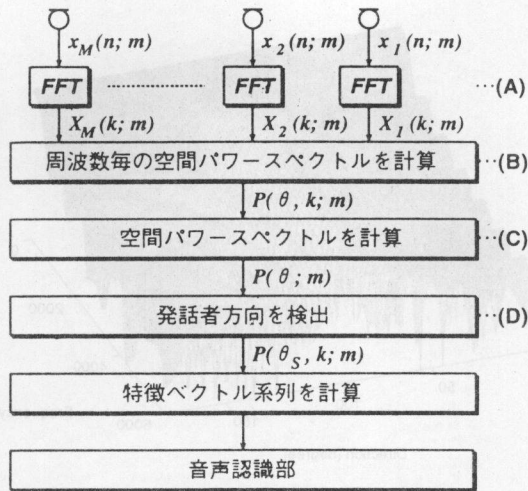 x_M(n; m) x_2(n; m) x_1(n; m)
FFT ............ FFT FFT ···(A)
X_M(k; m) X_2(k; m) X_1(k; m)
周波数毎の空間パワースペクトルを計算 ···(B)
P(θ, k; m)
空間パワースペクトルを計算 ···(C)
P(θ; m)
発話者方向を検出 ···(D)
P(θ_S, k; m)
特徴ベクトル系列を計算
音声認識部